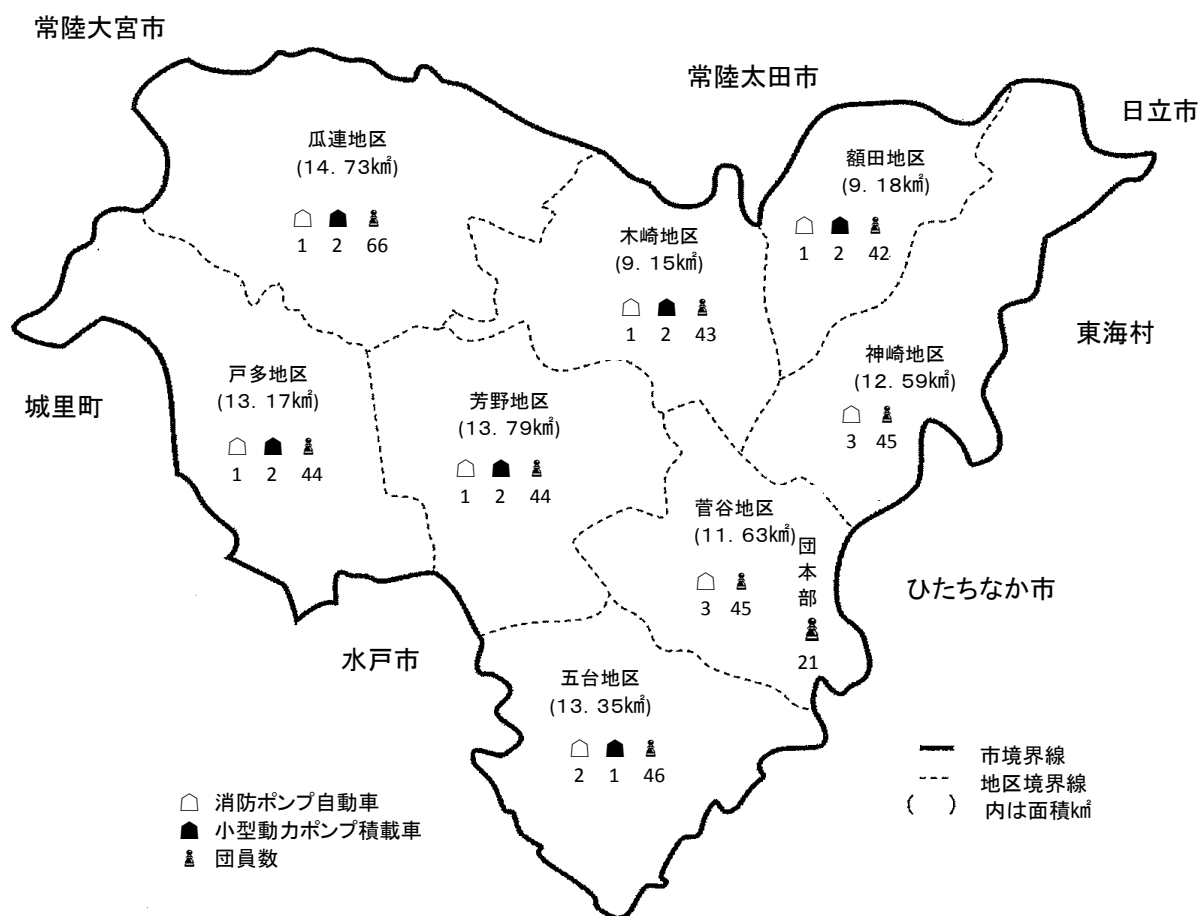 常陸大宮市
常陸太田市
日立市
瓜連地区
(14.73㎢)
1 2 66
額田地区
(9.18㎢)
1 2 42
木崎地区
(9.15㎢)
1 2 43
東海村
神崎地区
(12.59㎢)
3 45
城里町
戸多地区
(13.17㎢)
1 2 44
芳野地区
(13.79㎢)
1 2 44
菅谷地区
(11.63㎢)
3 45
団本部
21
ひたちなか市
水戸市
五台地区
(13.35㎢)
2 1 46
消防ポンプ自動車
小型動力ポンプ積載車
団員数
市境界線
地区境界線
( ) 内は面積㎢